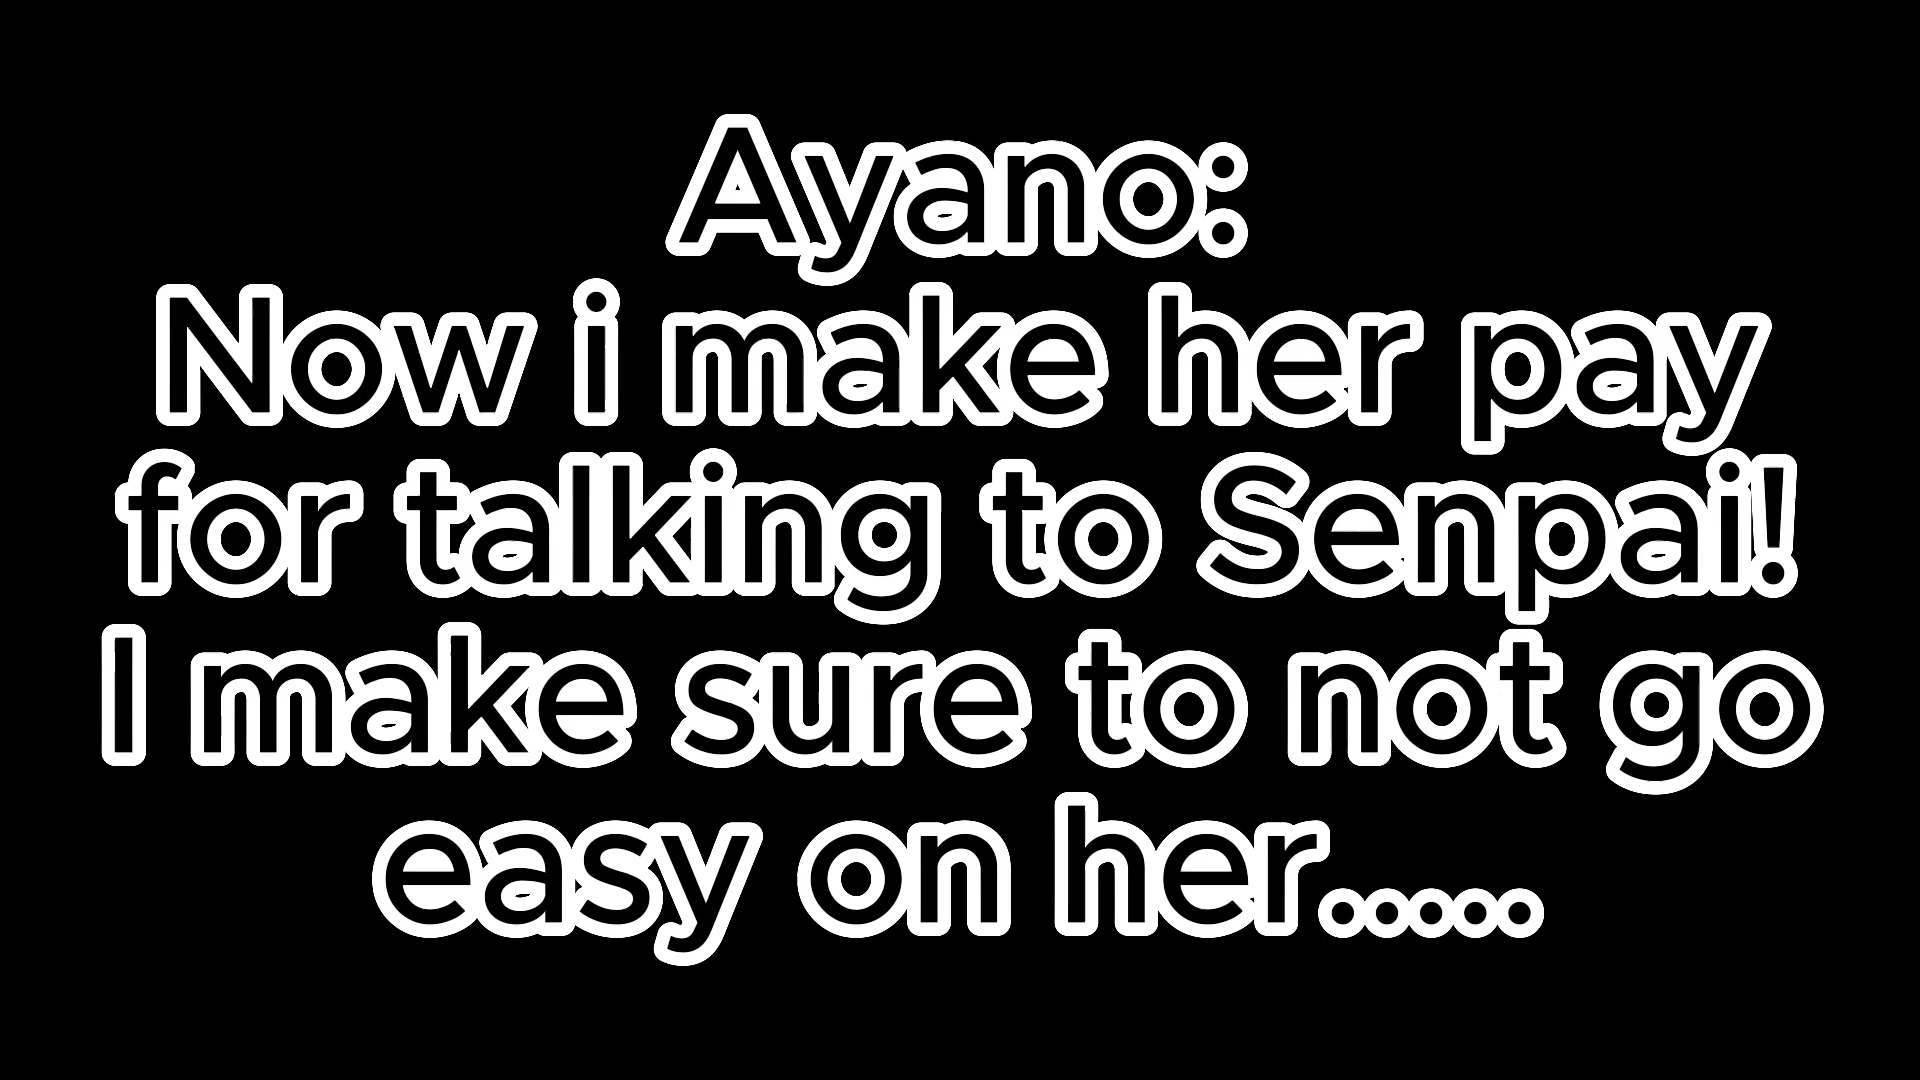 Ayano:
Now i make her pay
for talking to Senpai!
I make sure to not go
easy on her.....